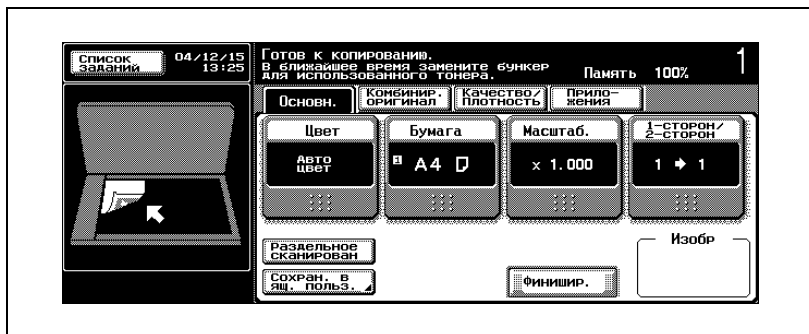 Список
заданий
04/12/15
13:25
Готов к копированию.
В ближайшее время замените бункер
для использованного тонера.
Память 100%
1
Основн.
Комбинир.
оригинал
Качество/
Плотность
Прило-
жения
Цвет
Бумага
Масштаб.
1-сторон/
2-сторон
Авто
цвет
1 A4
x 1.000
1 ➔ 1
Раздельное
сканирован
Сохран. в
ящ. польз.
Финишир.
Изобр